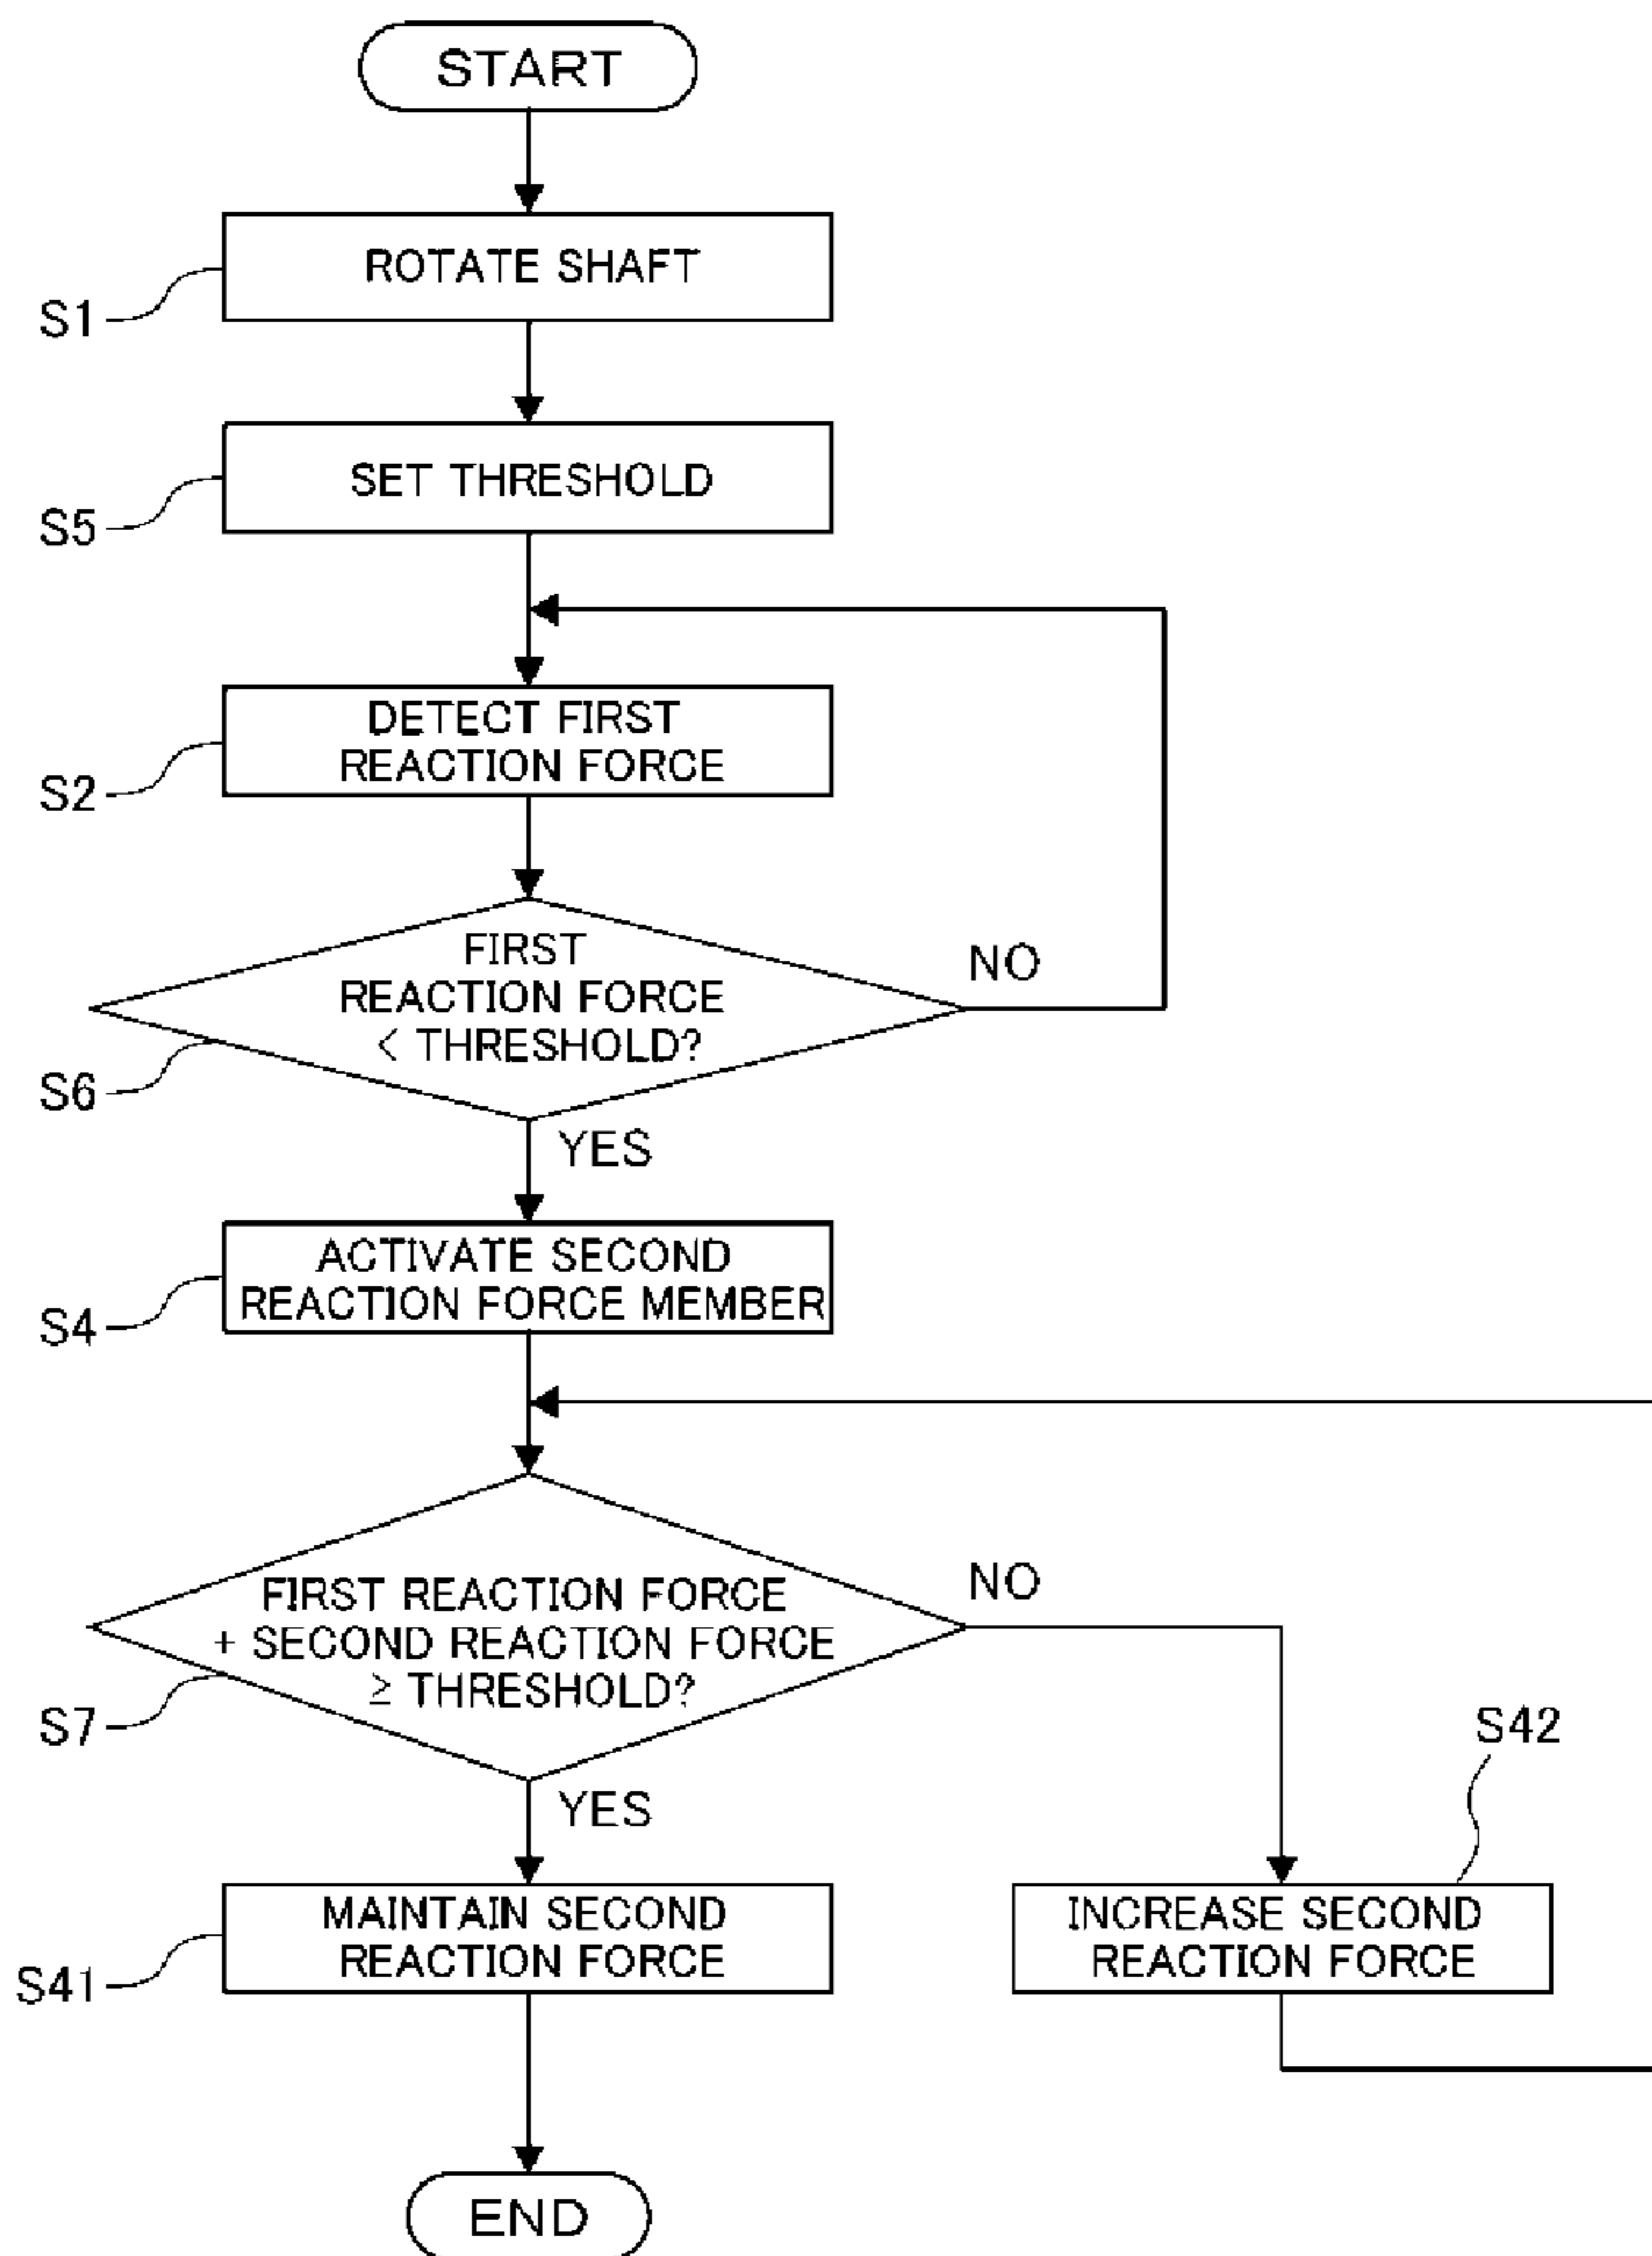 START
ROTATE SHAFT
S1
SET THRESHOLD
S5
DETECT FIRST
REACTION FORCE
S2
FIRST
REACTION FORCE
< THRESHOLD?
NO
S6
YES
ACTIVATE SECOND
REACTION FORCE MEMBER
S4
FIRST REACTION FORCE
+ SECOND REACTION FORCE
≥ THRESHOLD?
NO
S7
YES
S42
MAINTAIN SECOND
REACTION FORCE
S41
INCREASE SECOND
REACTION FORCE
END